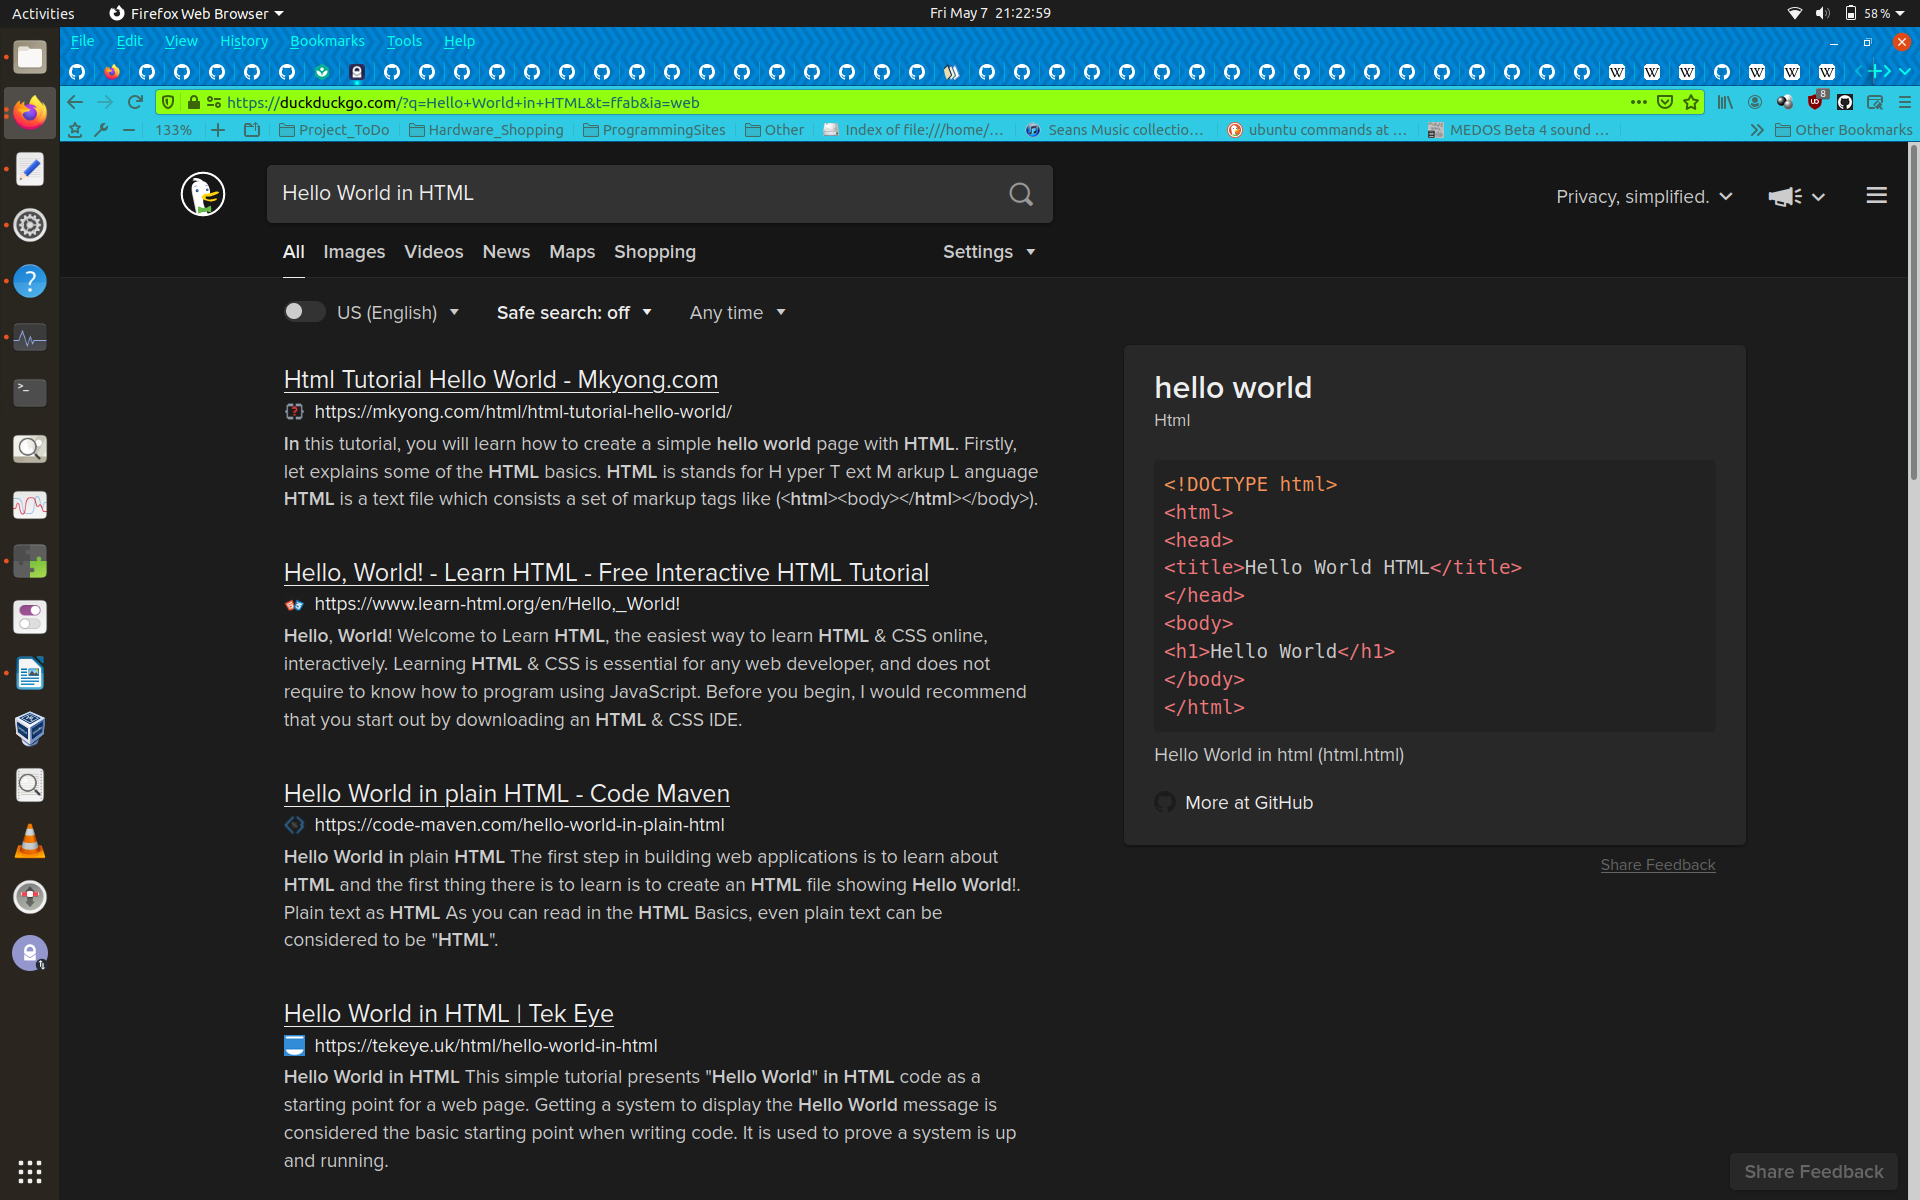 Activities
Firefox Web Browser
Fri May 7 21:22:59
58 %
File Edit View History Bookmarks Tools Help
https://duckduckgo.com/?q=Hello+World+in+HTML&t=ffab&ia=web
8
133%
Project_ToDo
Hardware_Shopping
ProgrammingSites
Other
Index of file:///home/…
Seans Music collectio…
ubuntu commands at …
MEDOS Beta 4 sound …
Other Bookmarks
Hello World in HTML
Privacy, simplified.
All Images Videos News Maps Shopping
Settings
US (English)
Safe search: off
Any time
Html Tutorial Hello World - Mkyong.com
https://mkyong.com/html/html-tutorial-hello-world/
In this tutorial, you will learn how to create a simple hello world page with HTML. Firstly,
let explains some of the HTML basics. HTML is stands for H yper T ext M arkup L anguage
HTML is a text file which consists a set of markup tags like (<html><body></html></body>).
Hello, World! - Learn HTML - Free Interactive HTML Tutorial
https://www.learn-html.org/en/Hello,_World!
Hello, World! Welcome to Learn HTML, the easiest way to learn HTML & CSS online,
interactively. Learning HTML & CSS is essential for any web developer, and does not
require to know how to program using JavaScript. Before you begin, I would recommend
that you start out by downloading an HTML & CSS IDE.
Hello World in plain HTML - Code Maven
https://code-maven.com/hello-world-in-plain-html
Hello World in plain HTML The first step in building web applications is to learn about
HTML and the first thing there is to learn is to create an HTML file showing Hello World!.
Plain text as HTML As you can read in the HTML Basics, even plain text can be
considered to be "HTML".
Hello World in HTML | Tek Eye
https://tekeye.uk/html/hello-world-in-html
Hello World in HTML This simple tutorial presents "Hello World" in HTML code as a
starting point for a web page. Getting a system to display the Hello World message is
considered the basic starting point when writing code. It is used to prove a system is up
and running.
hello world
Html
<!DOCTYPE html>
<html>
<head>
<title>Hello World HTML</title>
</head>
<body>
<h1>Hello World</h1>
</body>
</html>
Hello World in html (html.html)
More at GitHub
Share Feedback
Share Feedback